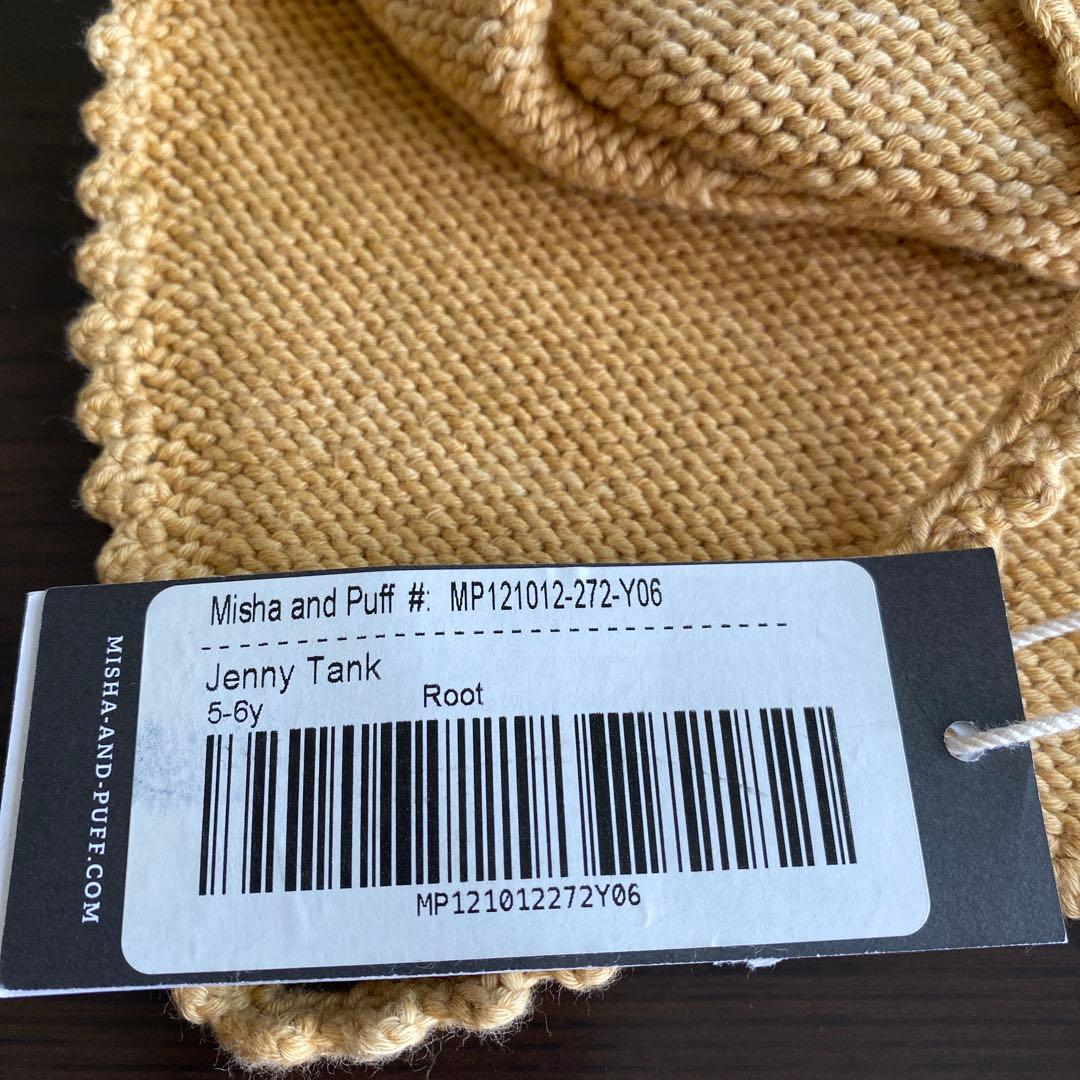 Misha and Puff #: MP121012-272-Y06
Jenny Tank
5-6y Root
MP121012272Y06
MISHA-AND-PUFF.COM